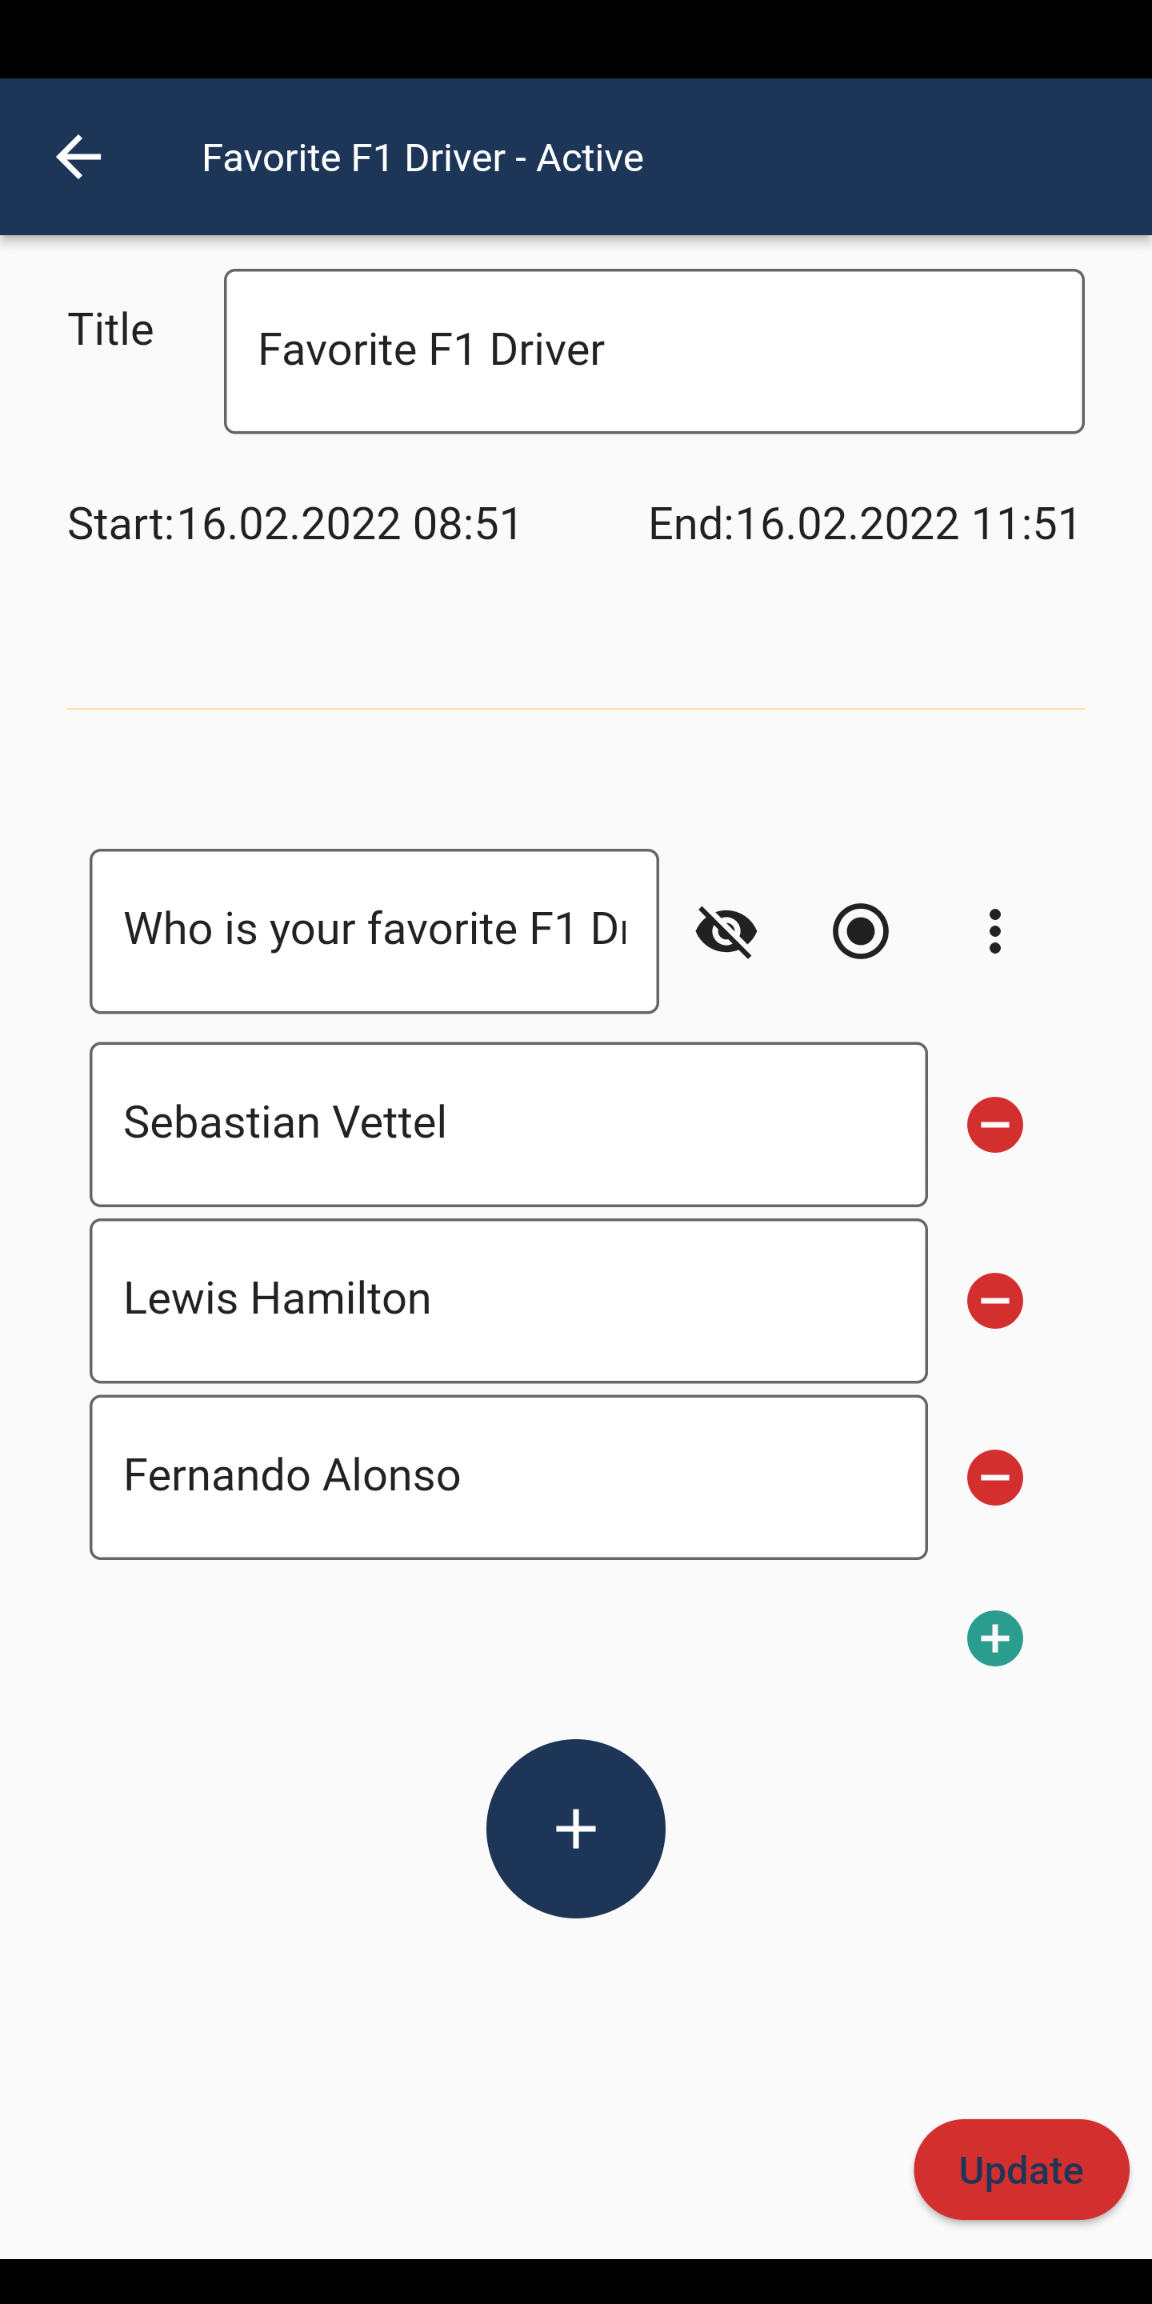 Favorite F1 Driver - Active
Title
Favorite F1 Driver
Start:16.02.2022 08:51 End:16.02.2022 11:51
Who is your favorite F1
Sebastian Vettel
Lewis Hamilton
Fernando Alonso
Update